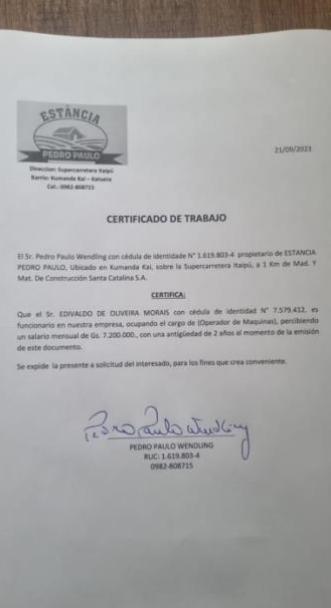 ESTÂNCIA
PEDRO PAULO
Direccion: Supercarretera Itaipú
Barrio: Kumanda Kai - Katuete
Cel.: 0982-808715
21/09/2023
CERTIFICADO DE TRABAJO
El Sr. Pedro Paulo Wendling con cédula de identidade N° 1.619.803-4 propietario de ESTANCIA
PEDRO PAULO, Ubicado en Kumanda Kai, sobre la Supercarretera Itaipú, a 1 Km de Mad. Y
Mat. De Construcción Santa Catalina S.A.
CERTIFICA:
Que el Sr. EDIVALDO DE OLIVEIRA MORAIS con cédula de identidad N° 7.579.432, es
funcionario en nuestra empresa, ocupando el cargo de (Operador de Maquinas), percibiendo
un salario mensual de Gs. 7.200.000., con una antigüedad de 2 años al momento de la emisión
de este documento.
Se expide la presente a solicitud del interesado, para los fines que crea conveniente.
Pedro Paulo Wendling
PEDRO PAULO WENDLING
RUC: 1.619.803-4
0982-808715